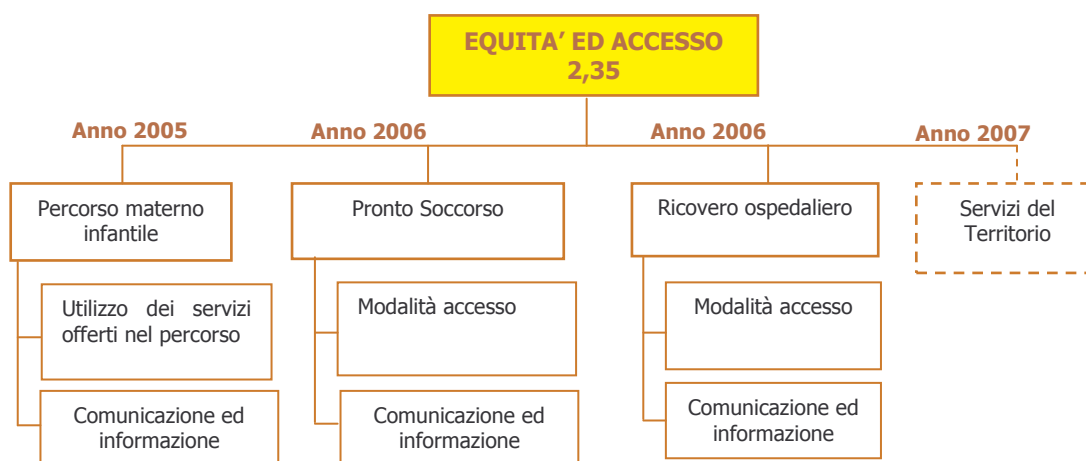 EQUITA’ ED ACCESSO
2,35
Anno 2005
Anno 2006
Anno 2006
Anno 2007
Percorso materno
infantile
Pronto Soccorso
Ricovero ospedaliero
Servizi del
Territorio
Utilizzo dei servizi
offerti nel percorso
Modalità accesso
Modalità accesso
Comunicazione ed
informazione
Comunicazione ed
informazione
Comunicazione ed
informazione